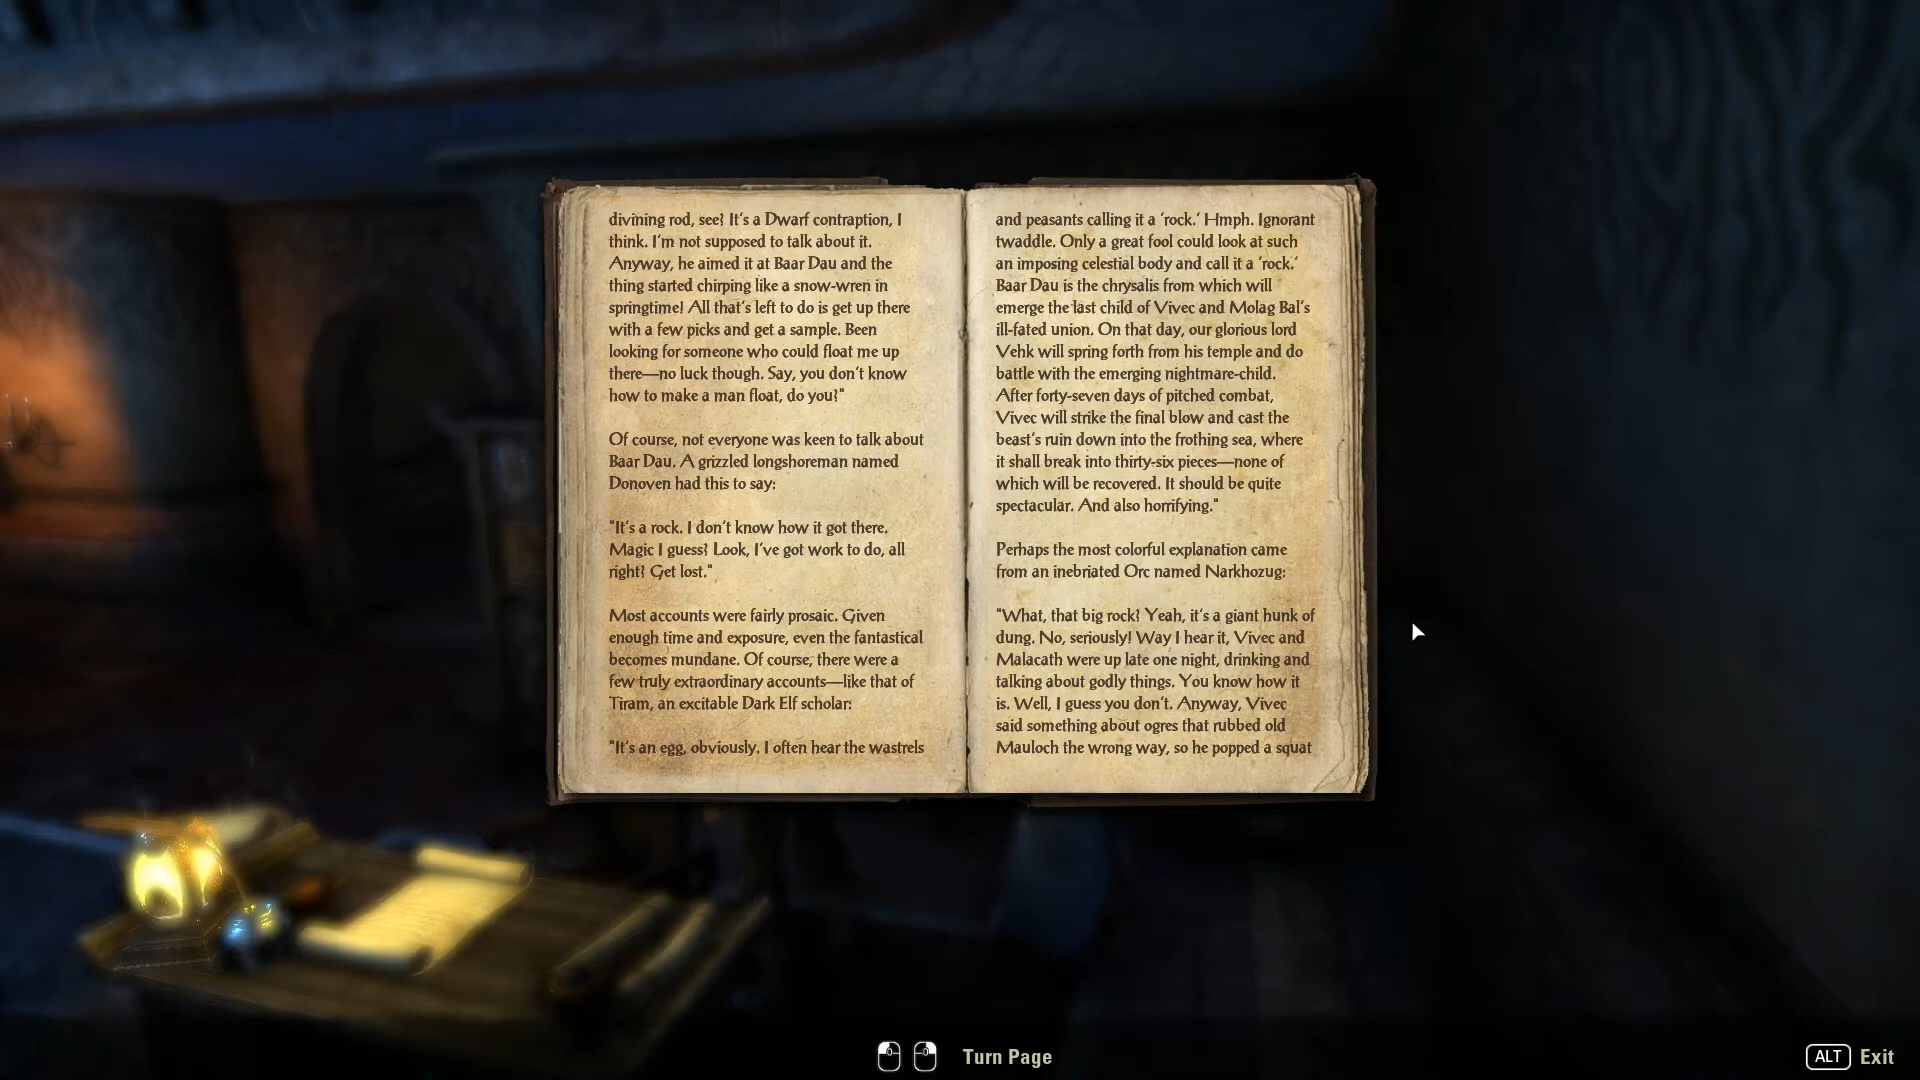 divining rod, see? It's a Dwarf contraption, I
think. I'm not supposed to talk about it.
Anyway, he aimed it at Baar Dau and the
thing started chirping like a snow-wren in
springtime! All that's left to do is get up there
with a few picks and get a sample. Been
looking for someone who could float me up
there—no luck though. Say, you don't know
how to make a man float, do you?"
Of course, not everyone was keen to talk about
Baar Dau. A grizzled longshoreman named
Donoven had this to say:
"It's a rock. I don't know how it got there.
Magic I guess? Look, I've got work to do, all
right? Get lost."
Most accounts were fairly prosaic. Given
enough time and exposure, even the fantastical
becomes mundane. Of course, there were a
few truly extraordinary accounts—like that of
Tiram, an excitable Dark Elf scholar:
"It's an egg, obviously. I often hear the wastrels
and peasants calling it a 'rock.' Hmph. Ignorant
twaddle. Only a great fool could look at such
an imposing celestial body and call it a 'rock.'
Baar Dau is the chrysalis from which will
emerge the last child of Vivec and Molag Bal's
ill-fated union. On that day, our glorious lord
Vehk will spring forth from his temple and do
battle with the emerging nightmare-child.
After forty-seven days of pitched combat,
Vivec will strike the final blow and cast the
beast's ruin down into the frothing sea, where
it shall break into thirty-six pieces—none of
which will be recovered. It should be quite
spectacular. And also horrifying."
Perhaps the most colorful explanation came
from an inebriated Orc named Narkhozug:
"What, that big rock? Yeah, it's a giant hunk of
dung. No, seriously! Way I hear it, Vivec and
Malacath were up late one night, drinking and
talking about godly things. You know how it
is. Well, I guess you don't. Anyway, Vivec
said something about ogres that rubbed old
Mauloch the wrong way, so he popped a squat
Turn Page
ALT Exit